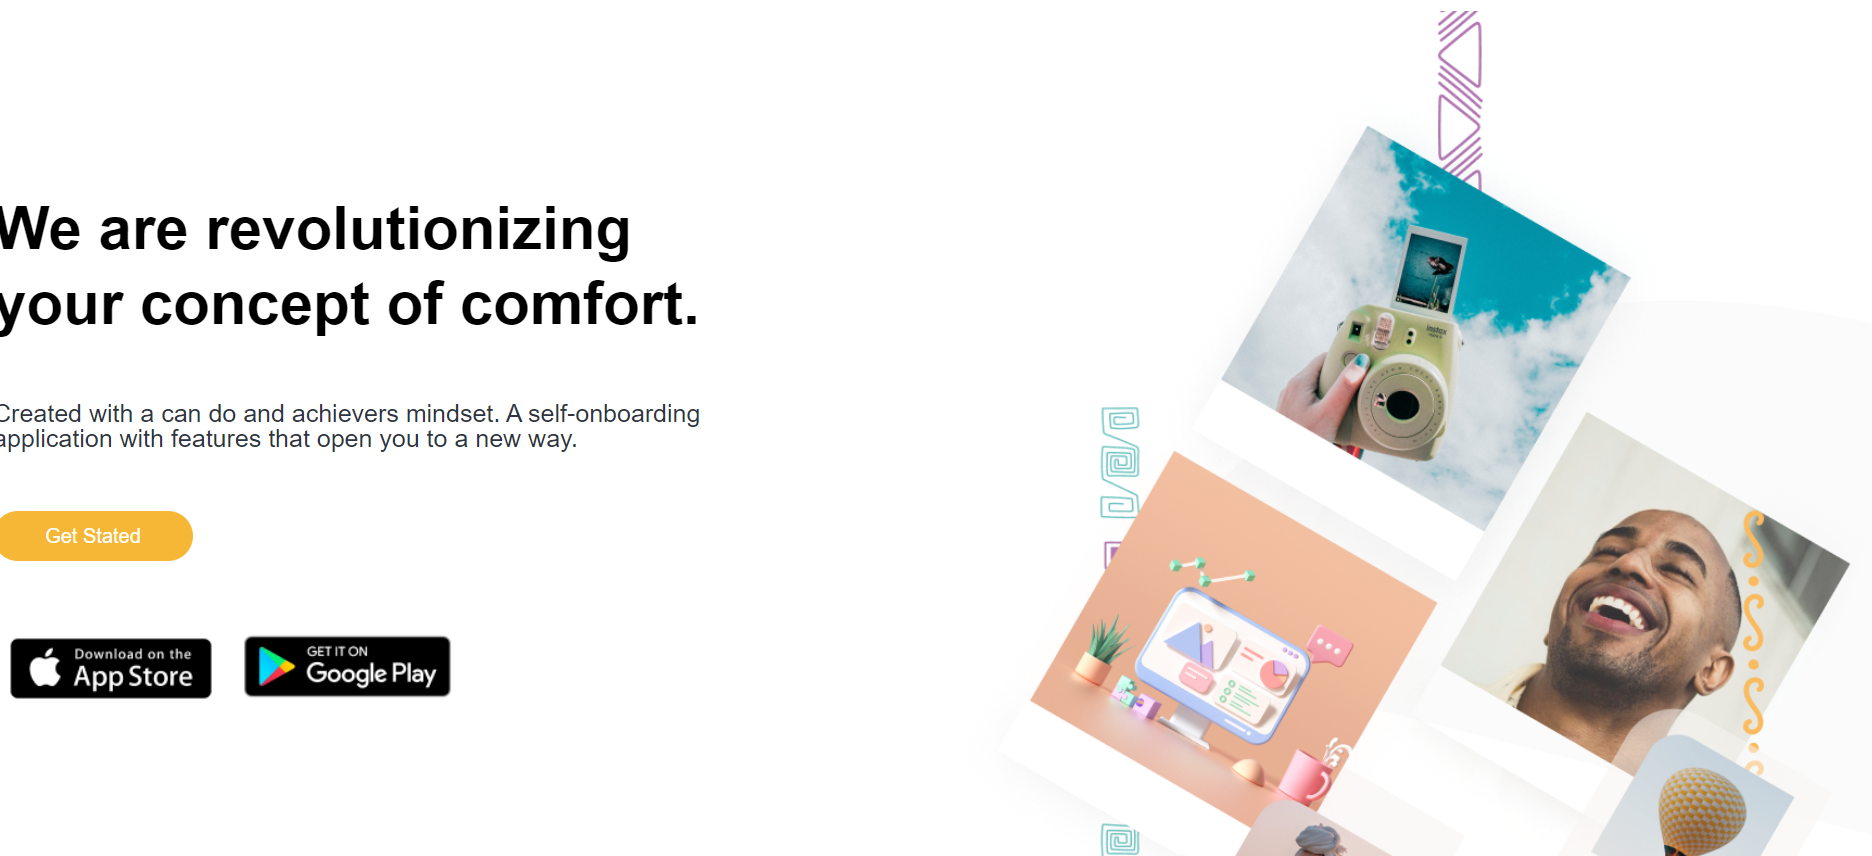 We are revolutionizing
your concept of comfort.
Created with a can do and achievers mindset. A self-onboarding
application with features that open you to a new way.
Get Stated
Download on the
App Store
GET IT ON
Google Play
instax